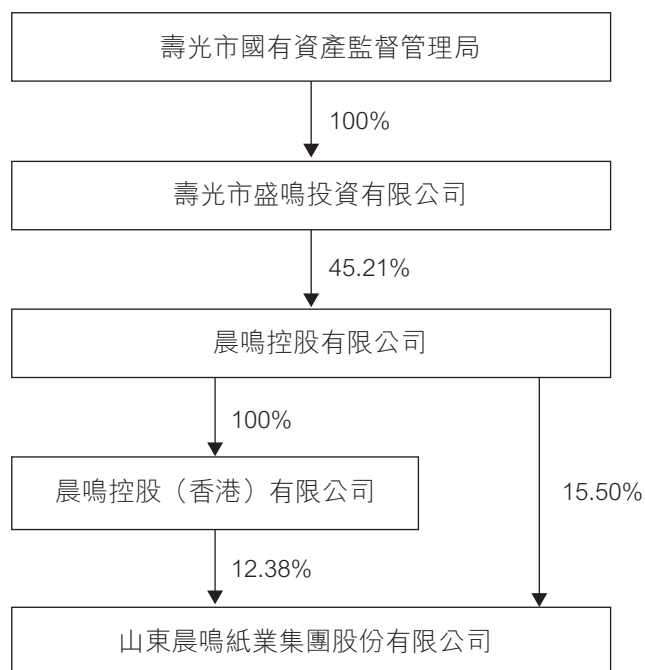 壽光市國有資產監督管理局
100%
壽光市盛鳴投資有限公司
45.21%
晨鳴控股有限公司
100%
晨鳴控股（香港）有限公司
15.50%
12.38%
山東晨鳴紙業集團股份有限公司